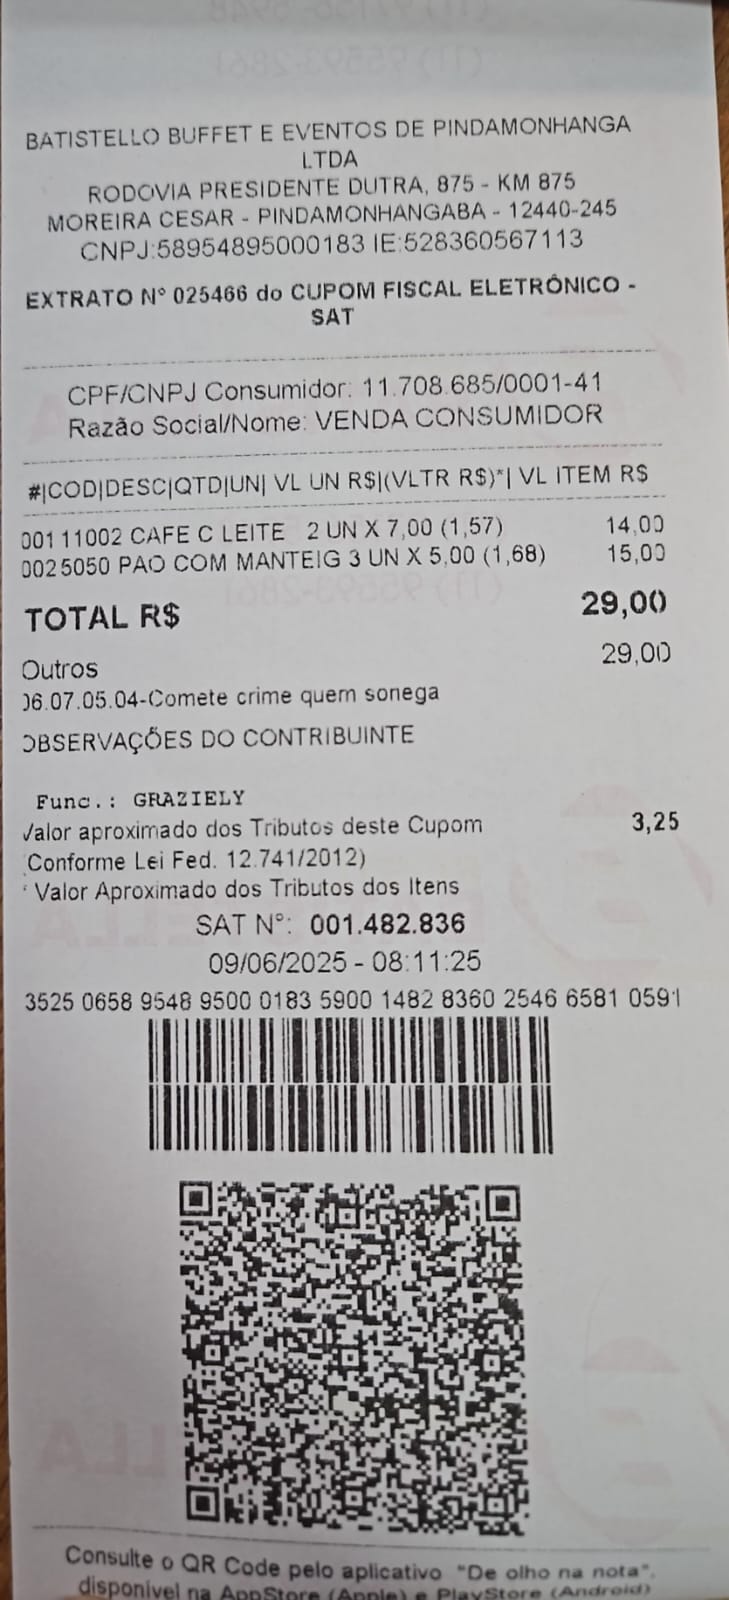 BATISTELLO BUFFET E EVENTOS DE PINDAMONHANGA
LTDA
RODOVIA PRESIDENTE DUTRA, 875 - KM 875
MOREIRA CESAR - PINDAMONHANGABA - 12440-245
CNPJ:58954895000183 IE:528360567113
EXTRATO Nº 025466 do CUPOM FISCAL ELETRÔNICO -
SAT
CPF/CNPJ Consumidor: 11.708.685/0001-41
Razão Social/Nome: VENDA CONSUMIDOR
#|COD|DESC|QTD|UN| VL UN R$|(VLTR R$)*| VL ITEM R$
001 11002 CAFE C LEITE 2 UN X 7,00 (1,57) 14,00
002 5050 PAO COM MANTEIG 3 UN X 5,00 (1,68) 15,00
TOTAL R$ 29,00
Outros 29,00
06.07.05.04-Comete crime quem sonega
OBSERVAÇÕES DO CONTRIBUINTE
Func.: GRAZIELY
Valor aproximado dos Tributos deste Cupom 3,25
(Conforme Lei Fed. 12.741/2012)
* Valor Aproximado dos Tributos dos Itens
SAT Nº: 001.482.836
09/06/2025 - 08:11:25
3525 0658 9548 9500 0183 5900 1482 8360 2546 6581 0591
Consulte o QR Code pelo aplicativo "De olho na nota",
disponível na AppStore (Apple) e PlayStore (Android)